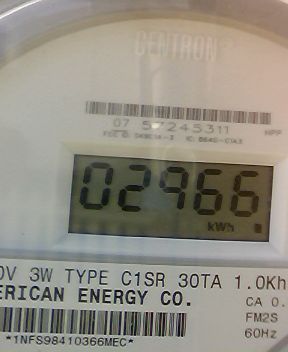 CENTRON®
07 57245311
NPP
02966
kWh
0V 3W TYPE C1SR 30TA 1.0Kh
ERICAN ENERGY CO.
CA 0.
FM2S
60Hz
*1NFS98410366MEC*